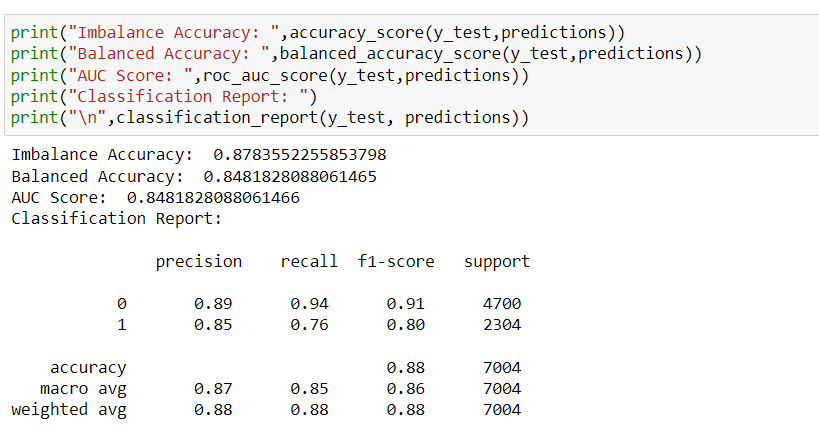 print("Imbalance Accuracy: ",accuracy_score(y_test,predictions))
print("Balanced Accuracy: ",balanced_accuracy_score(y_test,predictions))
print("AUC Score: ",roc_auc_score(y_test,predictions))
print("Classification Report: ")
print("\n",classification_report(y_test, predictions))
Imbalance Accuracy:  0.8783552255853798
Balanced Accuracy:  0.8481828088061465
AUC Score:  0.8481828088061466
Classification Report:
precision    recall  f1-score   support
0       0.89      0.94      0.91      4700
1       0.85      0.76      0.80      2304
accuracy                           0.88      7004
macro avg       0.87      0.85      0.86      7004
weighted avg       0.88      0.88      0.88      7004